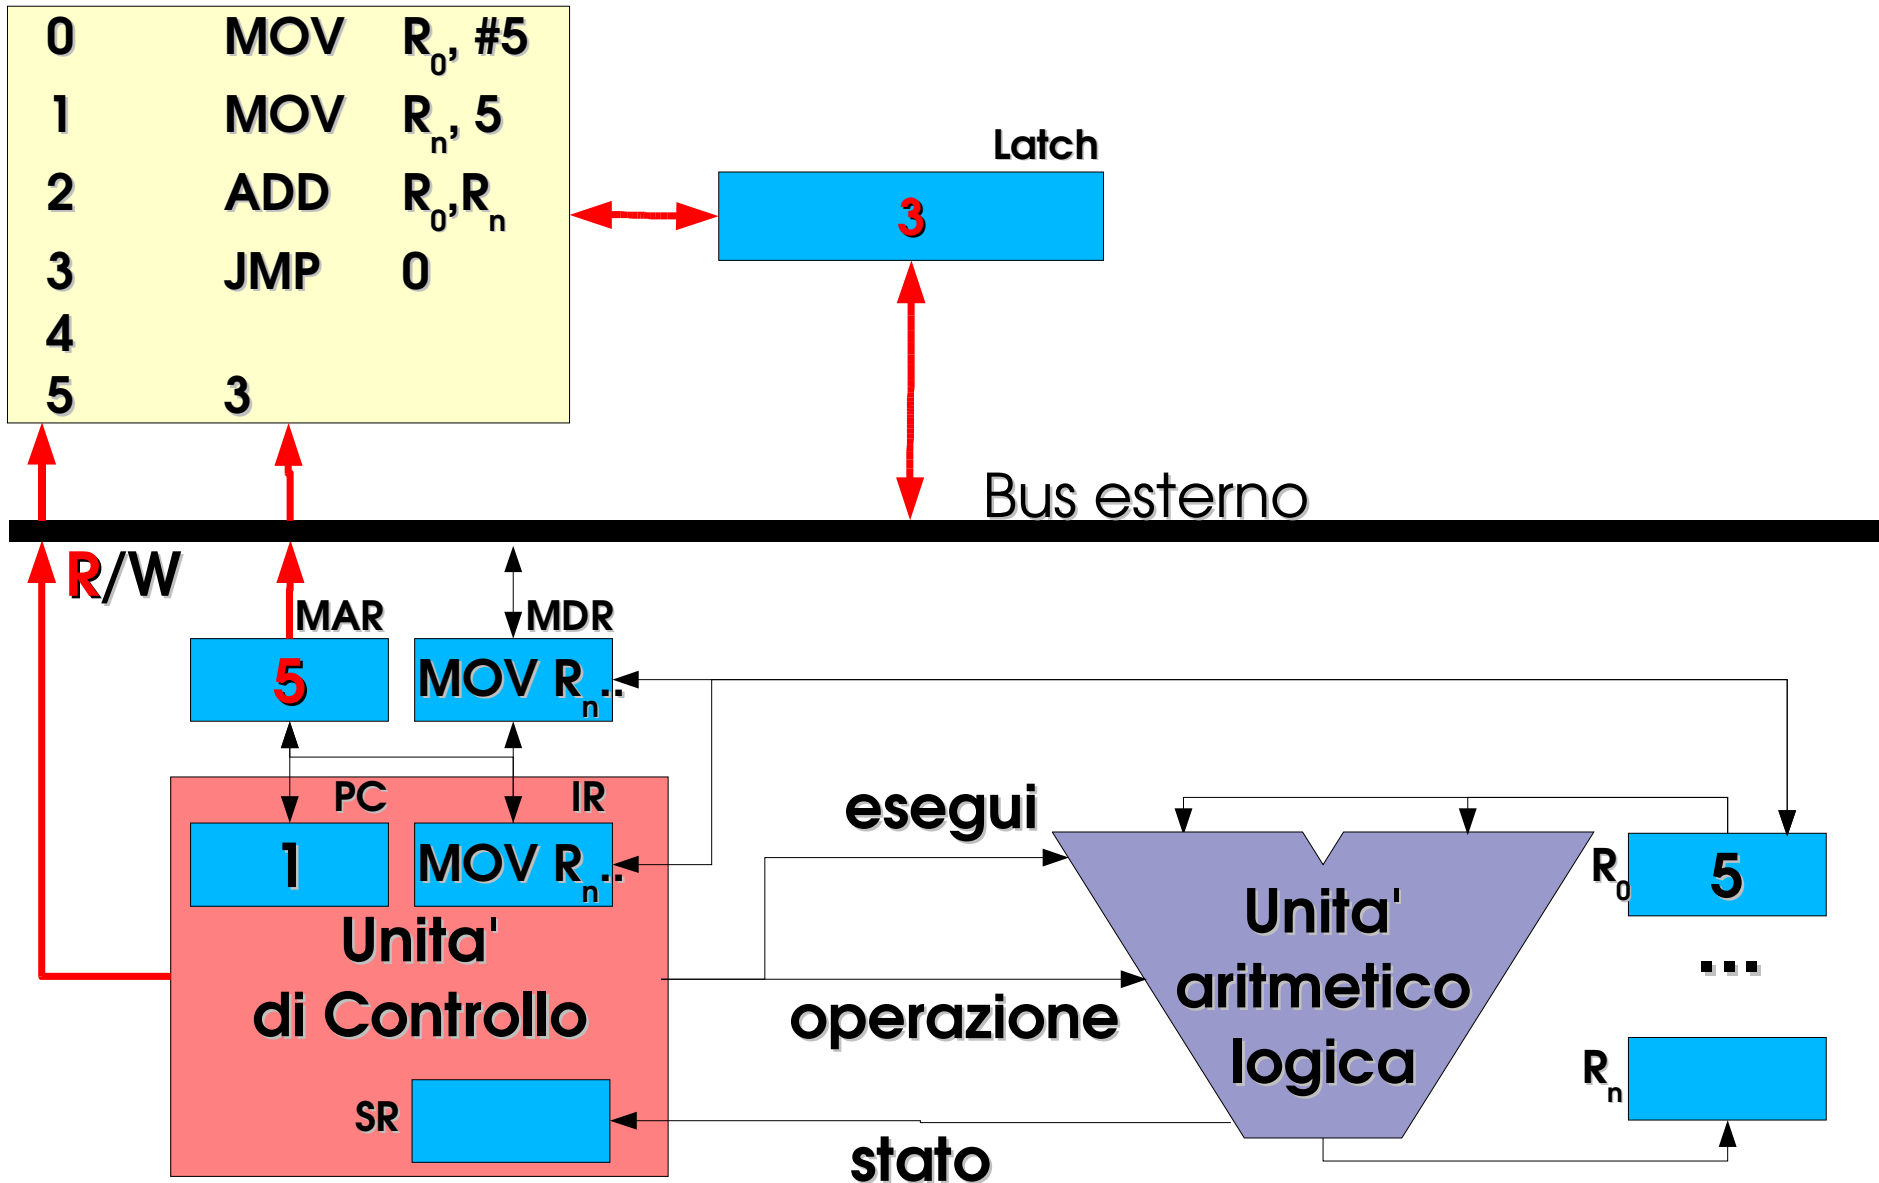 0 MOV R0, #5
1 MOV Rn, 5
2 ADD R0,Rn
3 JMP 0
4
5 3
Latch
3
Bus esterno
R/W
MAR
MDR
5
MOV Rn..
PC
IR
1
MOV Rn..
Unita'
di Controllo
SR
esegui
operazione
stato
Unita'
aritmetico
logica
R0
5
...
Rn